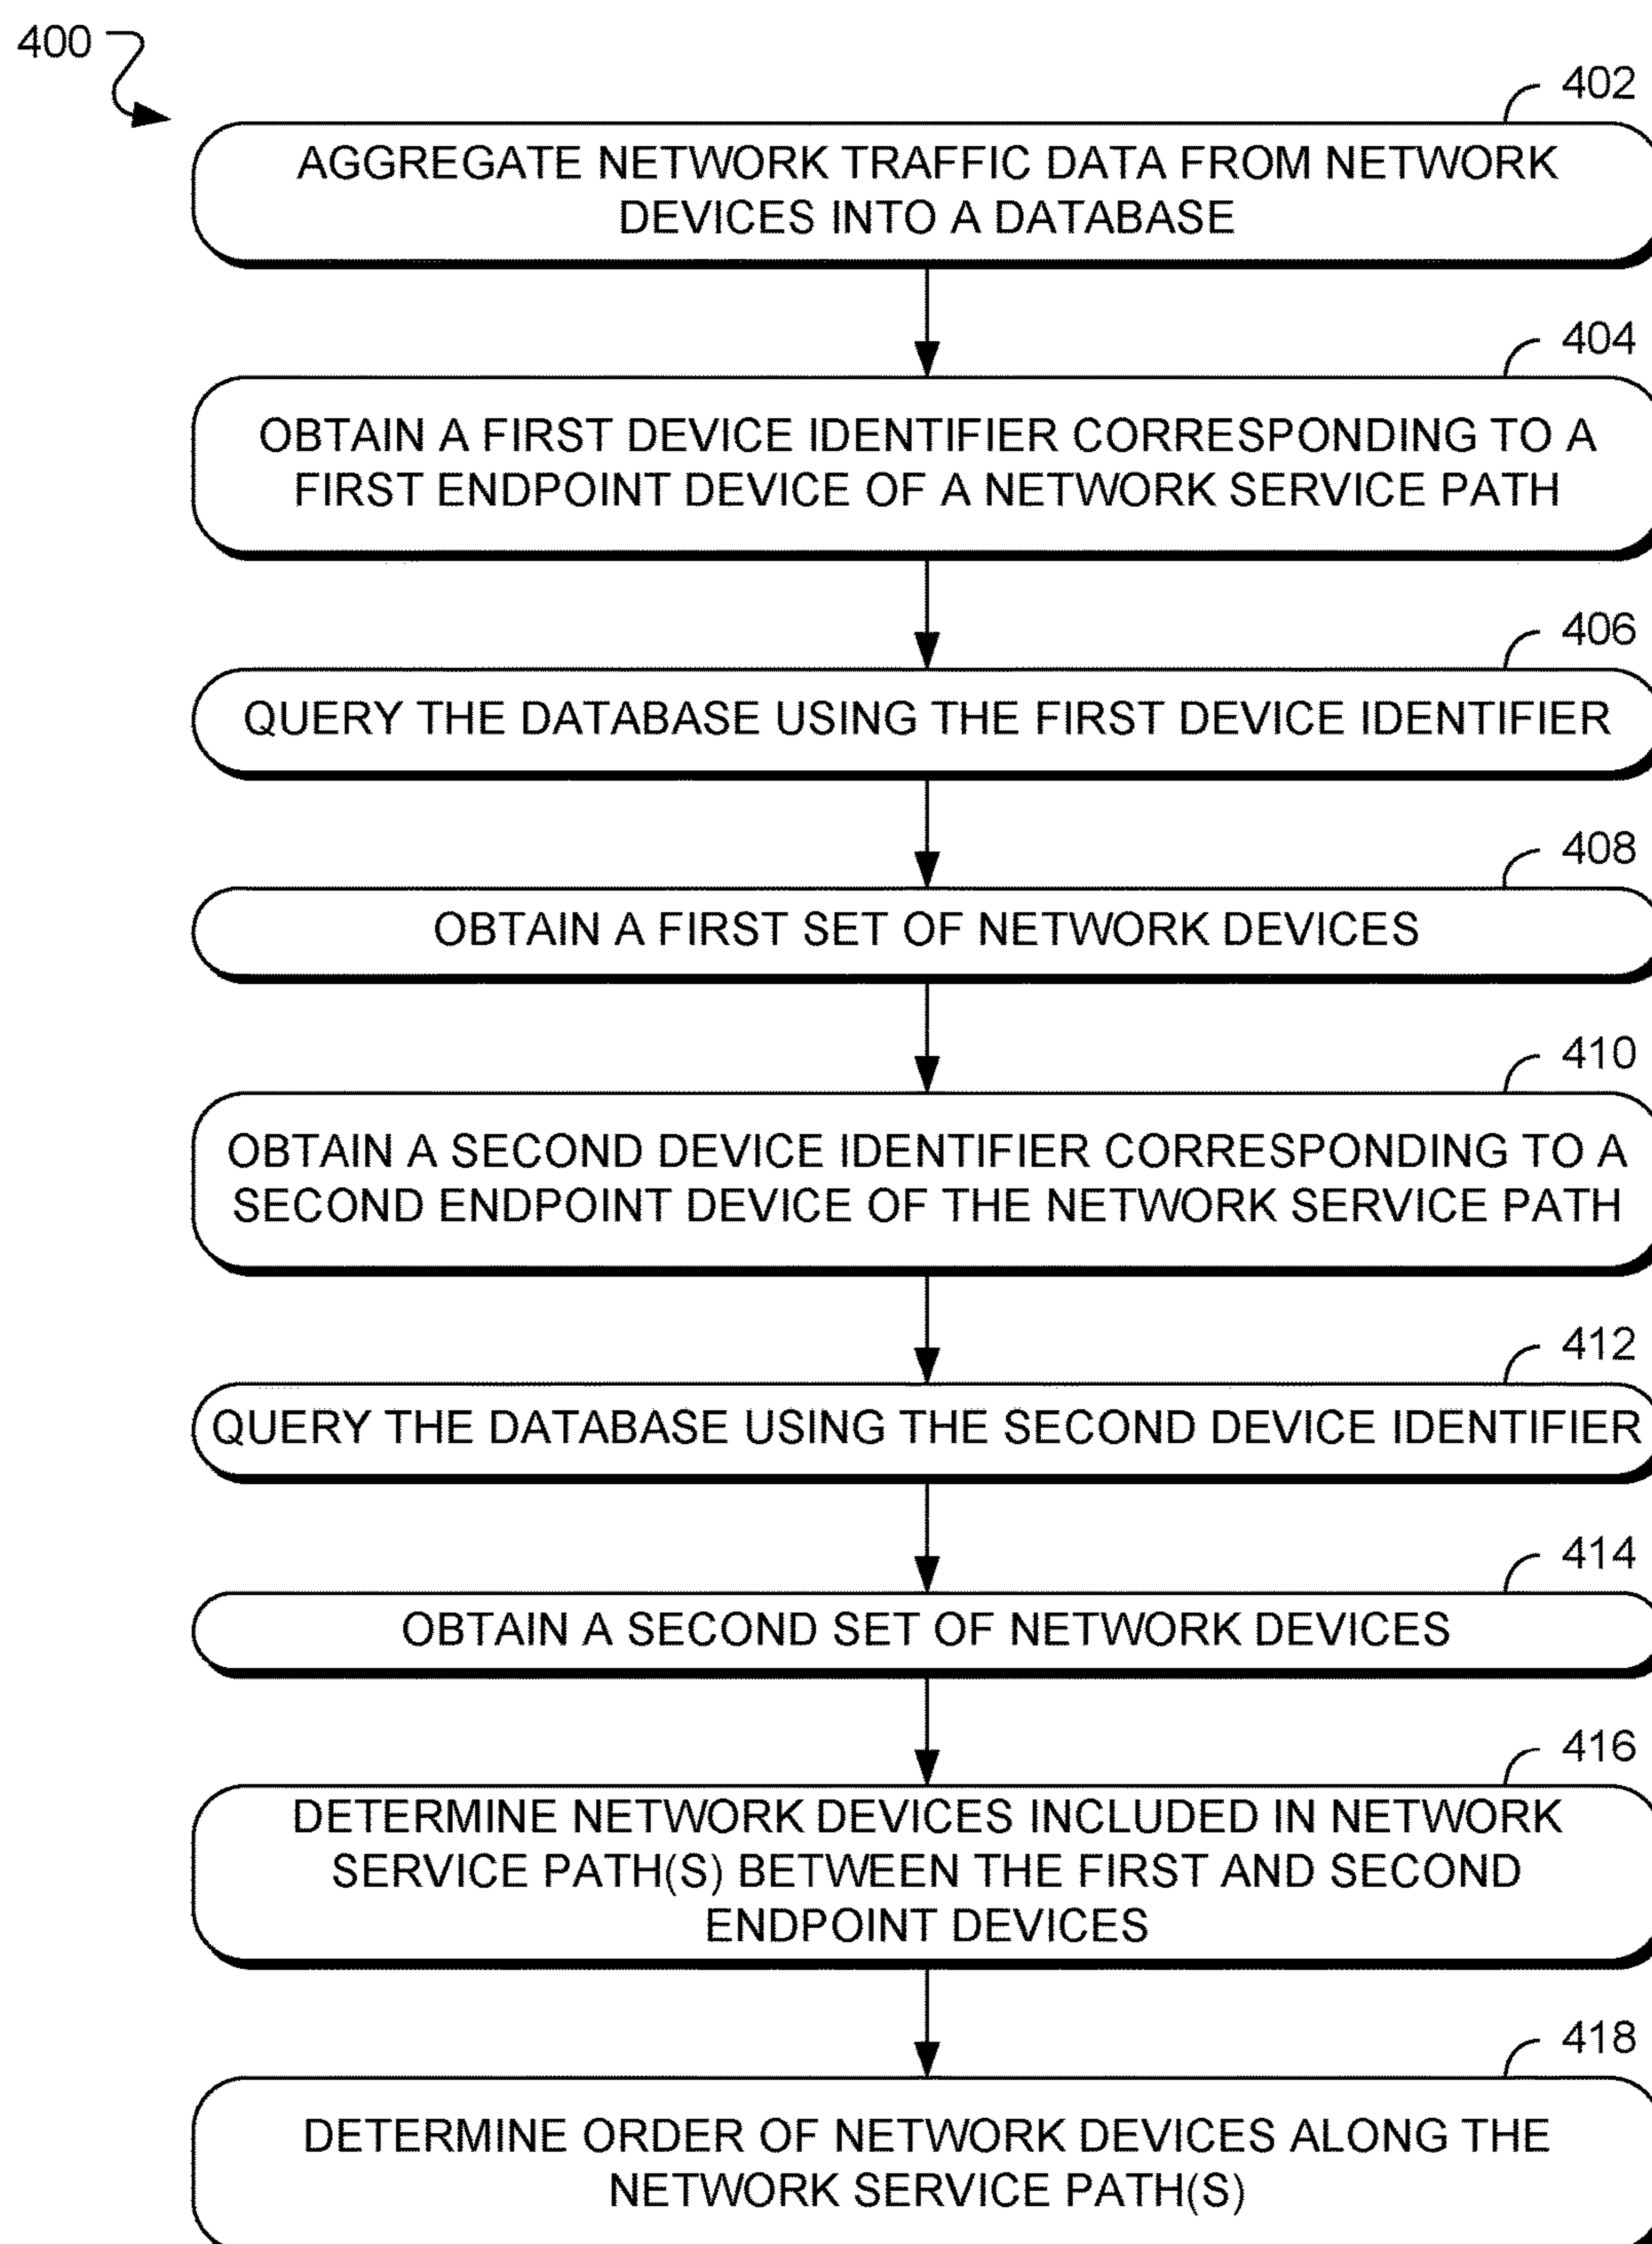 400
402
AGGREGATE NETWORK TRAFFIC DATA FROM NETWORK
DEVICES INTO A DATABASE
404
OBTAIN A FIRST DEVICE IDENTIFIER CORRESPONDING TO A
FIRST ENDPOINT DEVICE OF A NETWORK SERVICE PATH
406
QUERY THE DATABASE USING THE FIRST DEVICE IDENTIFIER
408
OBTAIN A FIRST SET OF NETWORK DEVICES
410
OBTAIN A SECOND DEVICE IDENTIFIER CORRESPONDING TO A
SECOND ENDPOINT DEVICE OF THE NETWORK SERVICE PATH
412
QUERY THE DATABASE USING THE SECOND DEVICE IDENTIFIER
414
OBTAIN A SECOND SET OF NETWORK DEVICES
416
DETERMINE NETWORK DEVICES INCLUDED IN NETWORK
SERVICE PATH(S) BETWEEN THE FIRST AND SECOND
ENDPOINT DEVICES
418
DETERMINE ORDER OF NETWORK DEVICES ALONG THE
NETWORK SERVICE PATH(S)